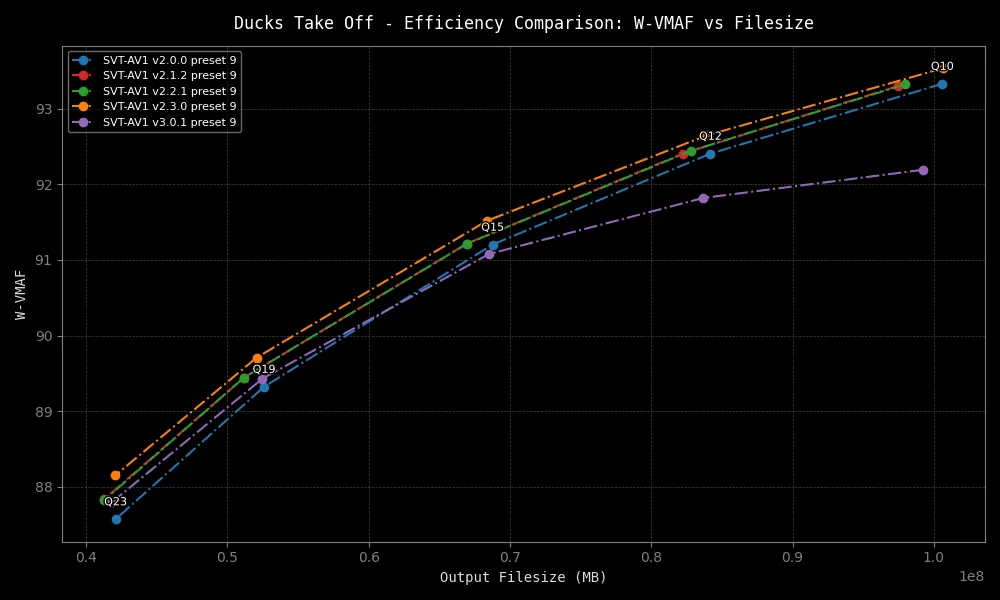 Ducks Take Off - Efficiency Comparison: W-VMAF vs Filesize
SVT-AV1 v2.0.0 preset 9
SVT-AV1 v2.1.2 preset 9
SVT-AV1 v2.2.1 preset 9
SVT-AV1 v2.3.0 preset 9
SVT-AV1 v3.0.1 preset 9
Q10
93
Q12
92
Q15
91
90
Q19
89
88
Q23
W-VMAF
0.4 0.5 0.6 0.7 0.8 0.9 1.0
1e8
Output Filesize (MB)